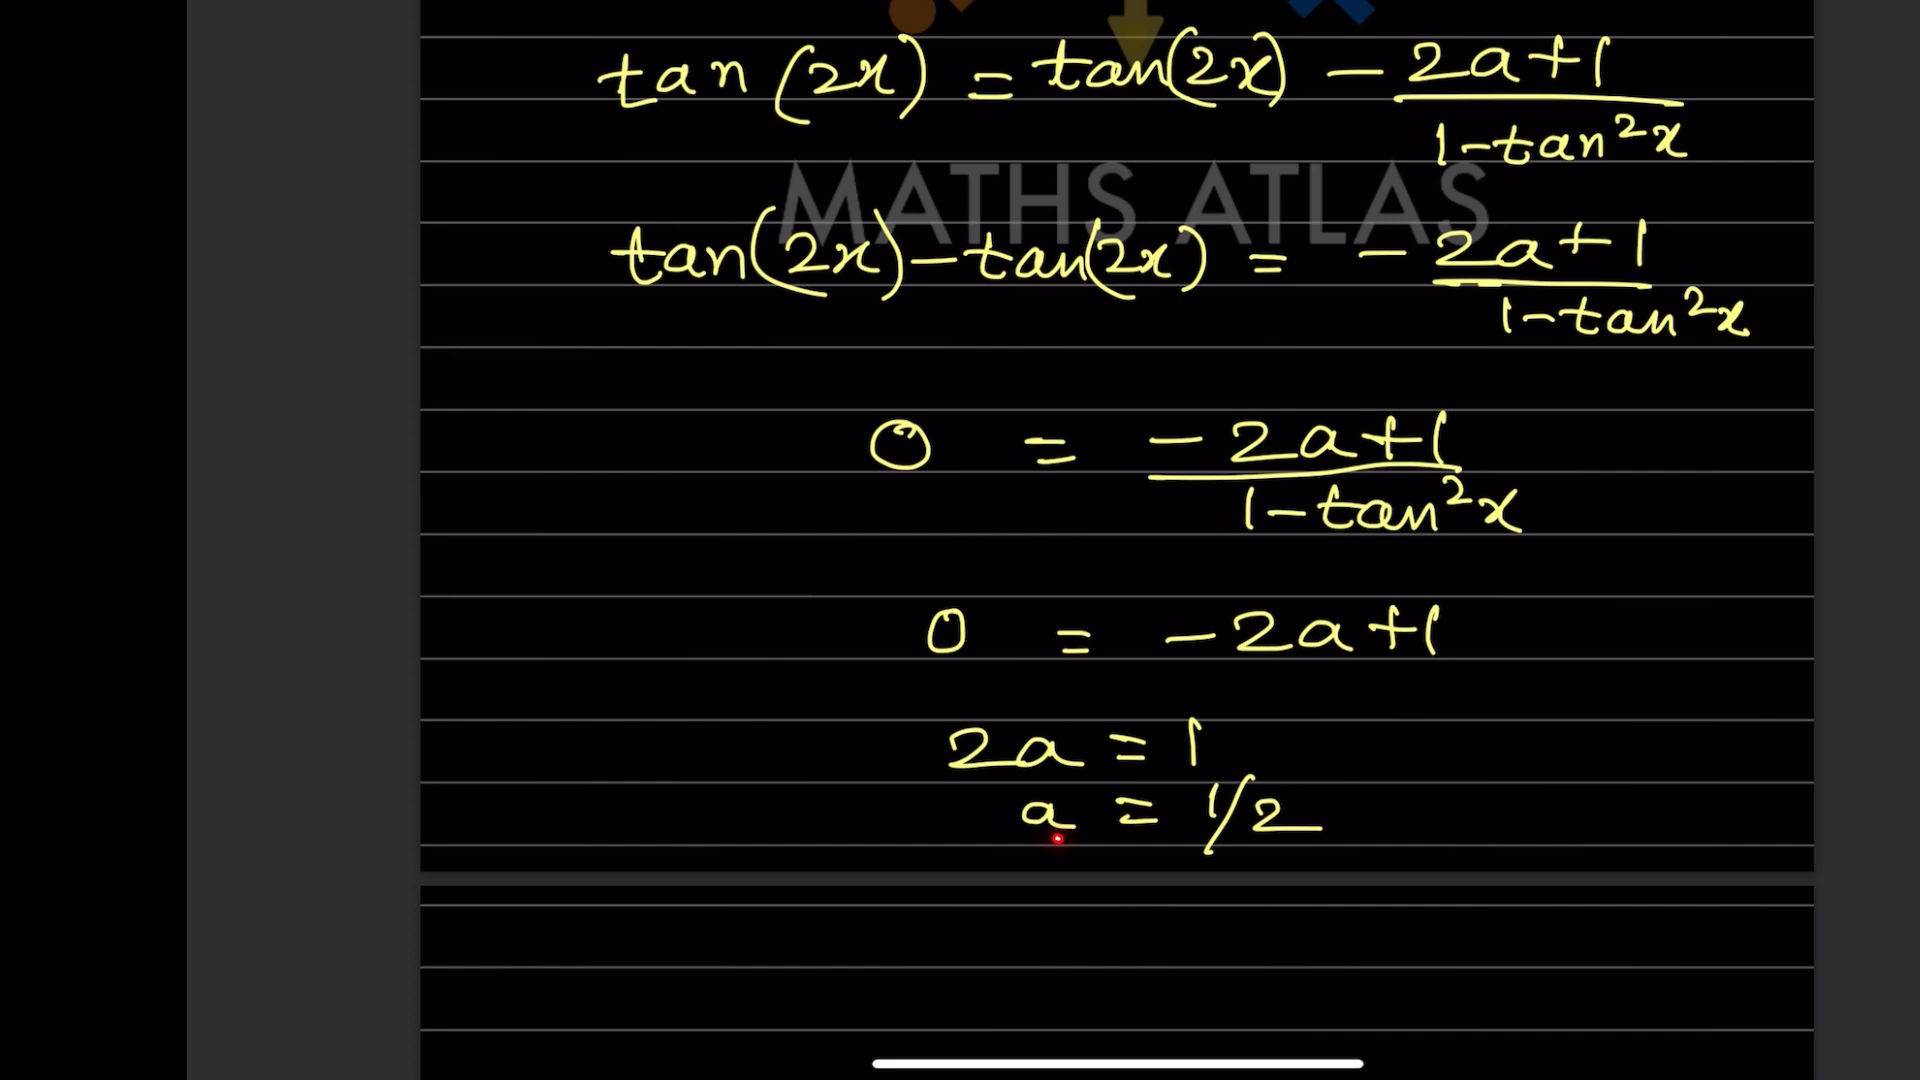 tan(2x) = tan(2x) - 2a+1 / 1-tan²x
MATHS ATLAS
tan(2x) - tan(2x) = - 2a+1 / 1-tan²x
0 = -2a+1 / 1-tan²x
0 = -2a+1
2a = 1
a = 1/2